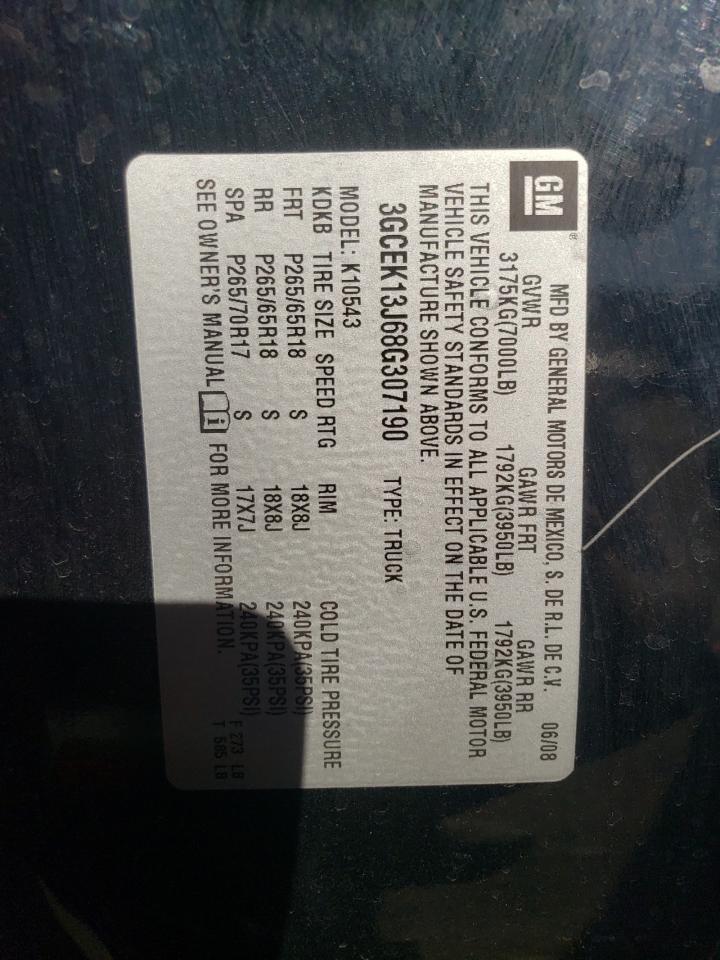 GM®
MFD BY GENERAL MOTORS DE MEXICO, S. DE R.L. DE C.V. 06/08
GVWR GAWR FRT GAWR RR
3175KG(7000LB) 1792KG(3950LB) 1792KG(3950LB)
THIS VEHICLE CONFORMS TO ALL APPLICABLE U.S. FEDERAL MOTOR
VEHICLE SAFETY STANDARDS IN EFFECT ON THE DATE OF
MANUFACTURE SHOWN ABOVE.
3GCEK13J68G307190 TYPE: TRUCK
MODEL: K10543
KDKB TIRE SIZE SPEED RTG RIM COLD TIRE PRESSURE
FRT P265/65R18 S 18X8J 240KPA(35PSI)
RR P265/65R18 S 18X8J 240KPA(35PSI)
SPA P265/70R17 S 17X7J 240KPA(35PSI)
SEE OWNER'S MANUAL i FOR MORE INFORMATION.
F 273 LB
T 565 LB